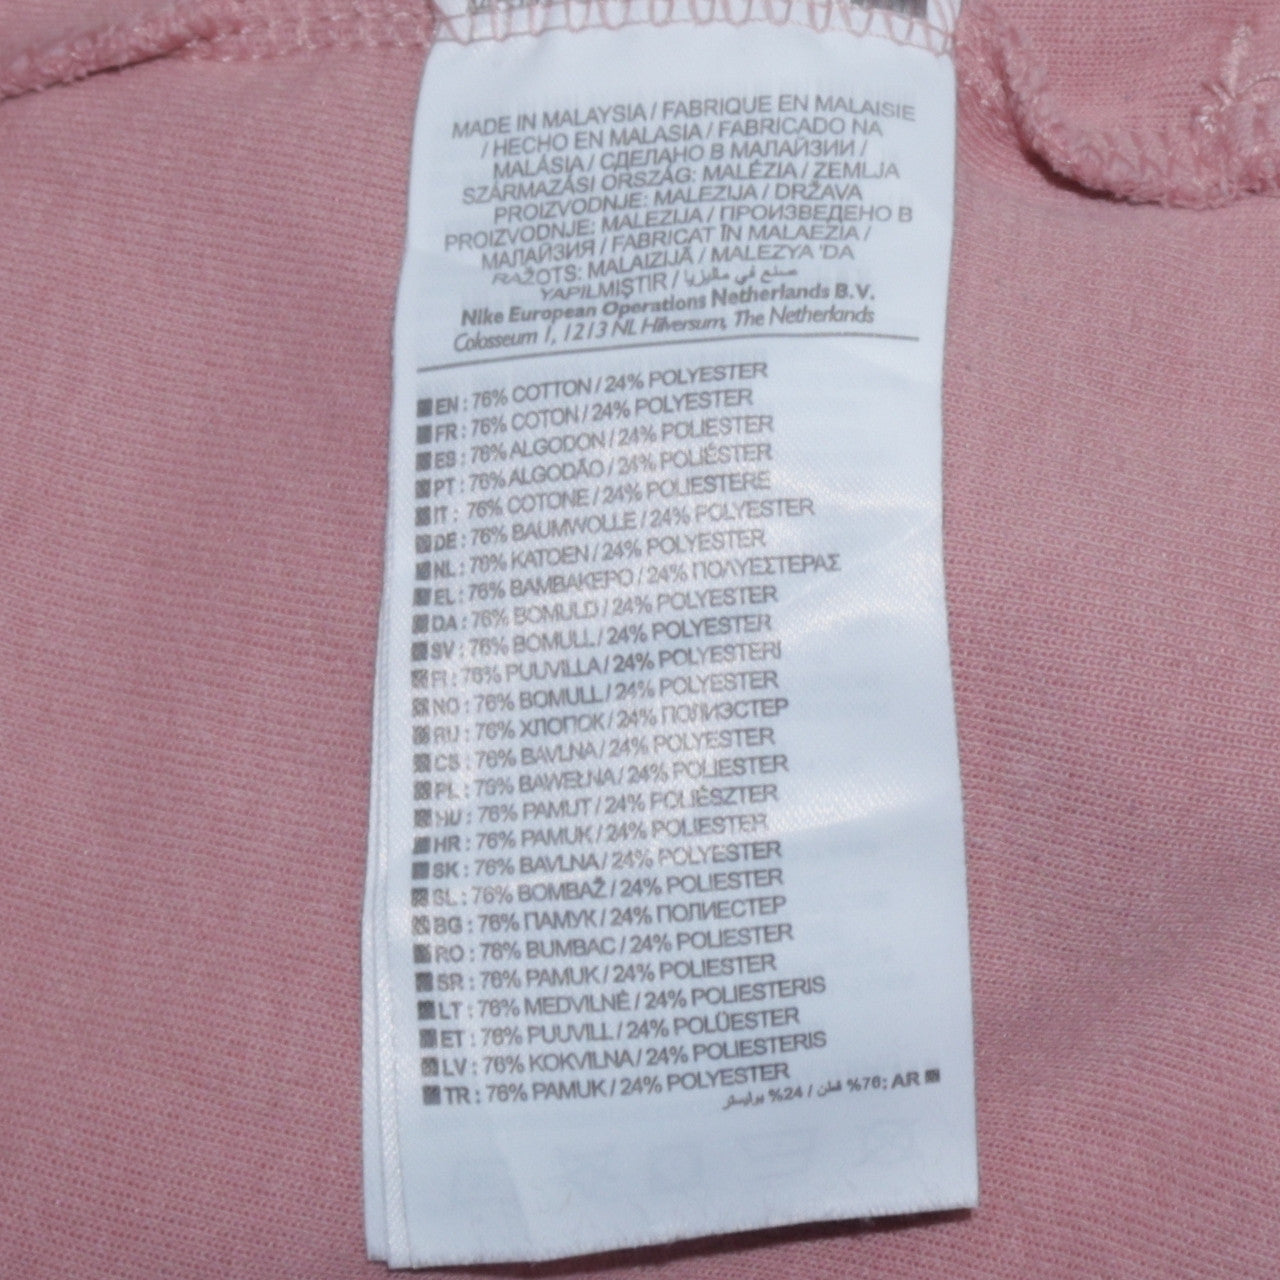 MADE IN MALAYSIA / FABRIQUE EN MALAISIE
/ HECHO EN MALASIA / FABRICADO NA
MALÁSIA / СДЕЛАНО В МАЛАЙЗИИ /
SZÁRMAZÁSI ORSZÁG: MALÉZIA / ZEMLJA
PROIZVODNJE: MALEZIJA / DRŽAVA
PROIZVODNJE: MALEZIJA / ПРОИЗВЕДЕНО В
МАЛАЙЗИЯ / FABRICAT ÎN MALAEZIA /
RAŽOTS: MALAIZIJĀ / MALEZYA 'DA
YAPILMIŞTIR / صنع في ماليزيا
Nike European Operations Netherlands B.V.
Colosseum 1, 1213 NL Hilversum, The Netherlands
EN : 76% COTTON / 24% POLYESTER
FR : 76% COTON / 24% POLYESTER
ES : 76% ALGODON / 24% POLIESTER
PT : 76% ALGODÃO / 24% POLIÉSTER
IT : 76% COTONE / 24% POLIESTERE
DE : 76% BAUMWOLLE / 24% POLYESTER
NL : 76% KATOEN / 24% POLYESTER
EL : 76% ΒΑΜΒΑΚΕΡΟ / 24% ΠΟΛΥΕΣΤΕΡΑΣ
DA : 76% BOMULD / 24% POLYESTER
SV : 76% BOMULL / 24% POLYESTER
FI : 76% PUUVILLA / 24% POLYESTERI
NO : 76% BOMULL / 24% POLYESTER
RU : 76% ХЛОПОК / 24% ПОЛИЭСТЕР
CS : 76% BAVLNA / 24% POLYESTER
PL : 76% BAWEŁNA / 24% POLIESTER
HU : 76% PAMUT / 24% POLIÉSZTER
HR : 76% PAMUK / 24% POLIESTER
SK : 76% BAVLNA / 24% POLYESTER
SL : 76% BOMBAŽ / 24% POLIESTER
BG : 76% ПАМУК / 24% ПОЛИЕСТЕР
RO : 76% BUMBAC / 24% POLIESTER
SR : 76% PAMUK / 24% POLIESTER
LT : 76% MEDVILNĖ / 24% POLIESTERIS
ET : 76% PUUVILL / 24% POLÜESTER
LV : 76% KOKVILNA / 24% POLIESTERIS
TR : 76% PAMUK / 24% POLYESTER
AR :76% قطن / 24% بوليستر